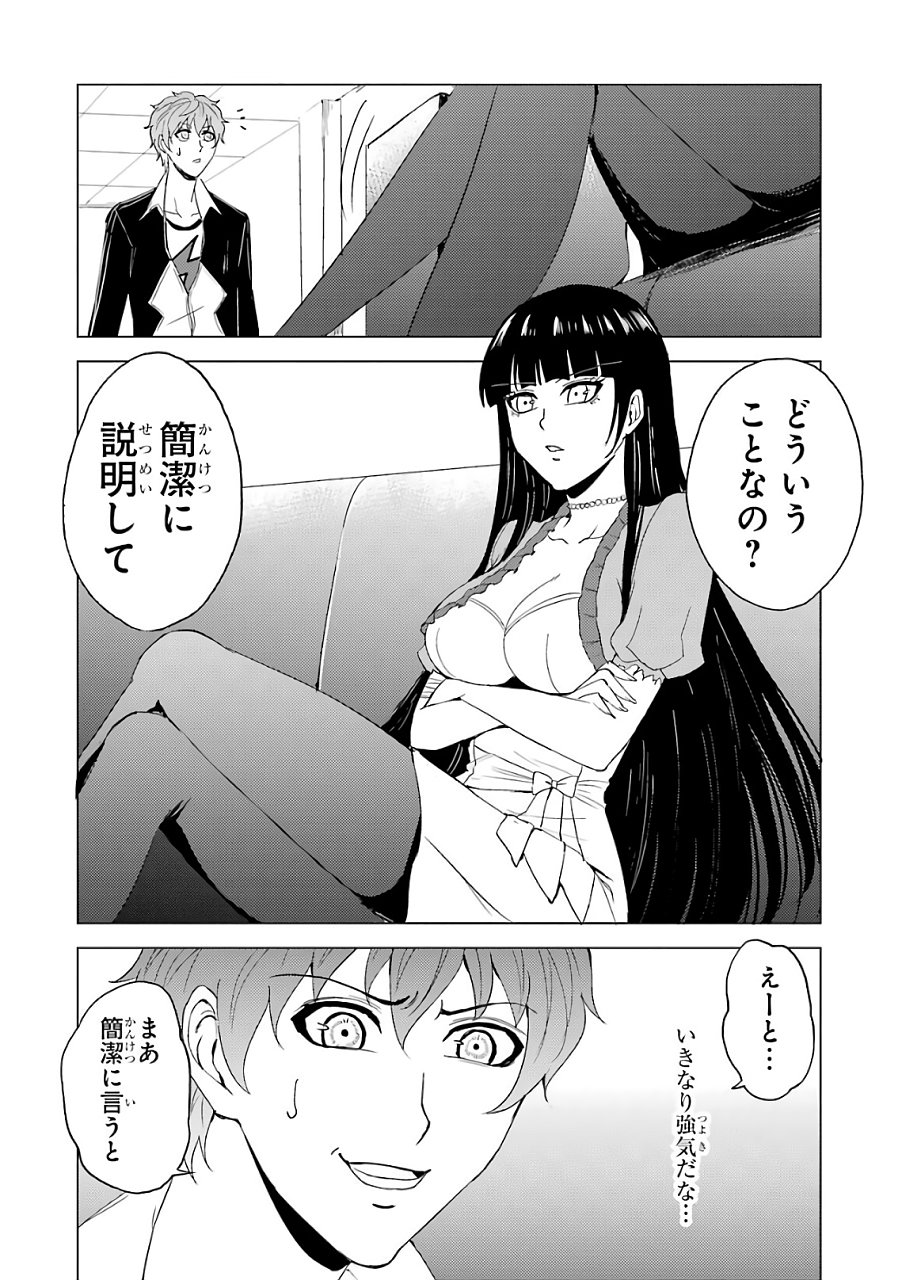 どういう
ことなの？
簡潔に
説明して
えーと…
いきなり強気だな…
まあ
簡潔に言うと